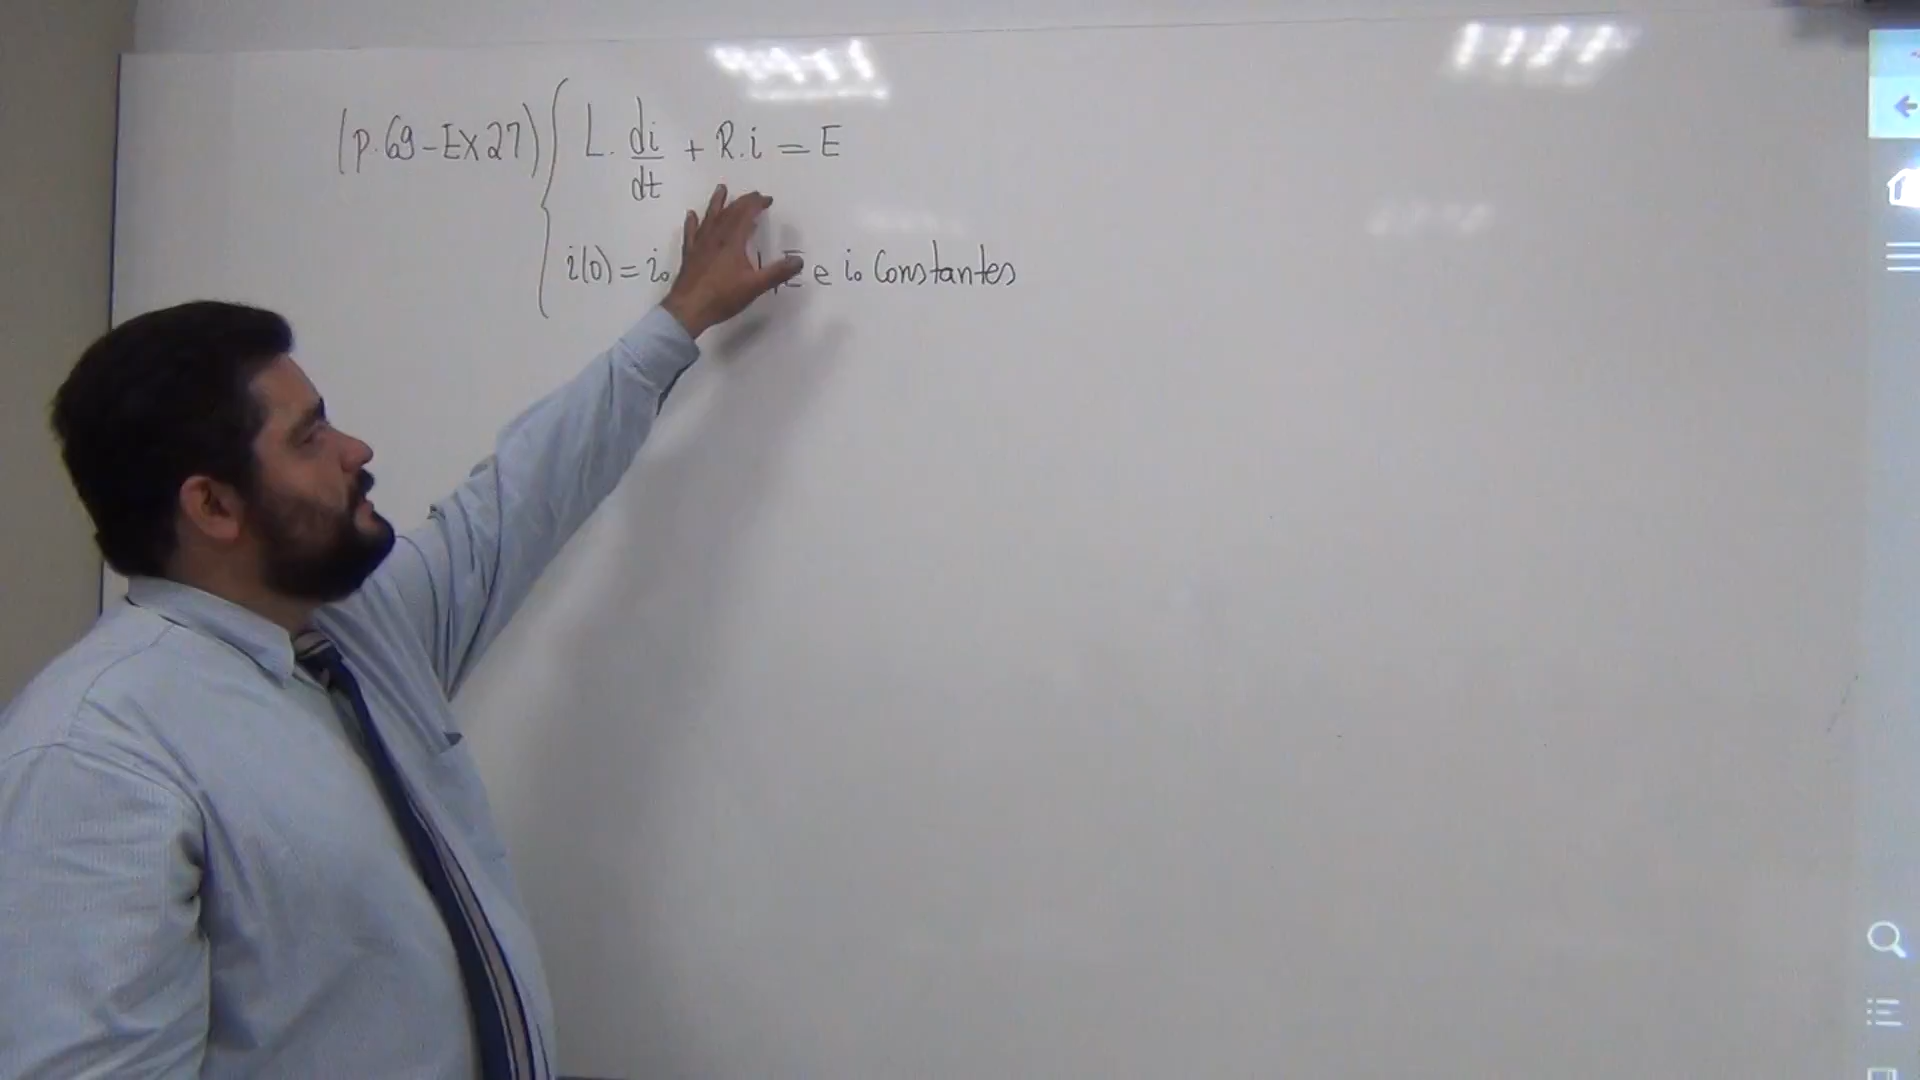 (p.69-EX27) { L. di/dt + R.i = E
i(0) = i₀ E e i₀ Constantes